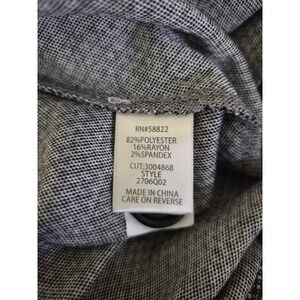 RN#58822
82%POLYESTER
16%RAYON
2%SPANDEX
CUT:3004868
STYLE
2706Q02
MADE IN CHINA
CARE ON REVERSE